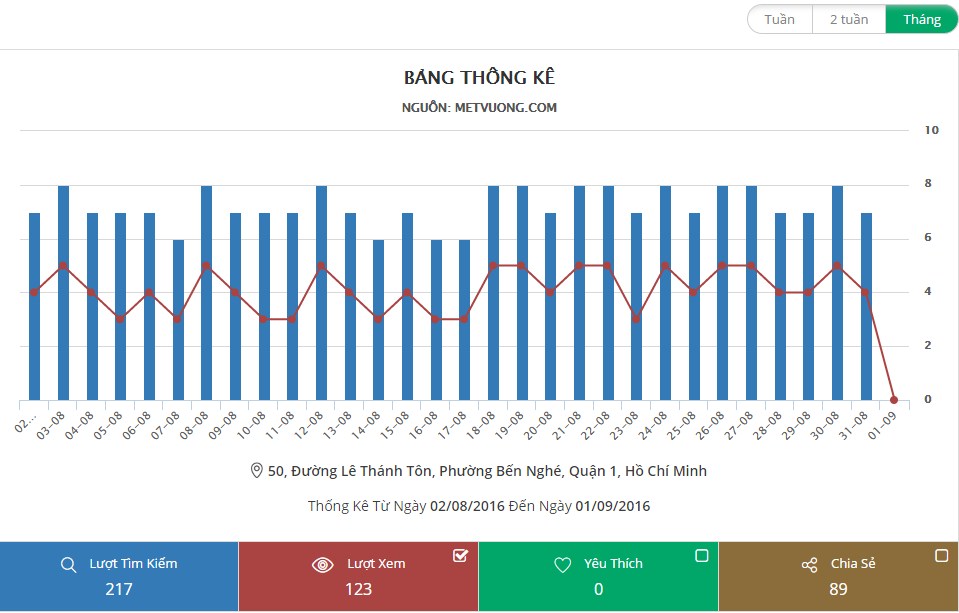 Tuần 2 tuần Tháng
BẢNG THỐNG KÊ
NGUỒN: METVUONG.COM
10
8
6
4
2
0
02... 03-08 04-08 05-08 06-08 07-08 08-08 09-08 10-08 11-08 12-08 13-08 14-08 15-08 16-08 17-08 18-08 19-08 20-08 21-08 22-08 23-08 24-08 25-08 26-08 27-08 28-08 29-08 30-08 31-08 01-09
50, Đường Lê Thánh Tôn, Phường Bến Nghé, Quận 1, Hồ Chí Minh
Thống Kê Từ Ngày 02/08/2016 Đến Ngày 01/09/2016
Lượt Tìm Kiếm Lượt Xem Yêu Thích Chia Sẻ
217 123 0 89